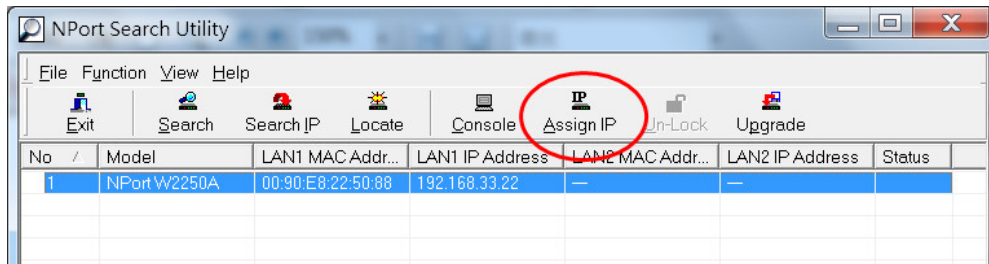 NPort Search Utility
File Function View Help
Exit Search Search IP Locate Console Assign IP Un-Lock Upgrade
No Model LAN1 MAC Addr... LAN1 IP Address LAN2 MAC Addr... LAN2 IP Address Status
1 NPort W2250A 00:90:E8:22:50:88 192.168.33.22 — —